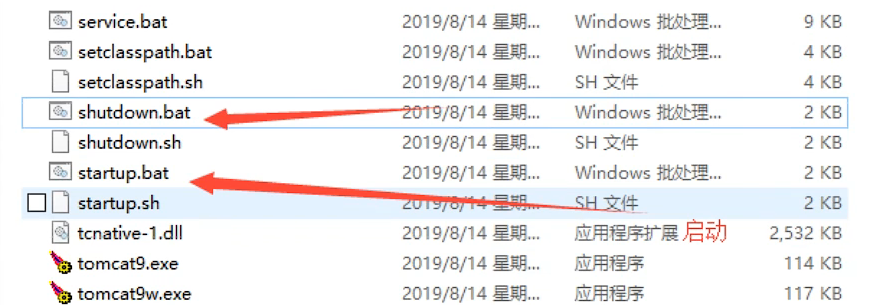 service.bat 2019/8/14 星期... Windows 批处理... 9 KB
setclasspath.bat 2019/8/14 星期... Windows 批处理... 4 KB
setclasspath.sh 2019/8/14 星期... SH 文件 4 KB
shutdown.bat 2019/8/14 星期... Windows 批处理... 2 KB
shutdown.sh 2019/8/14 星期... SH 文件 2 KB
startup.bat 2019/8/14 星期... Windows 批处理... 2 KB
startup.sh 2019/8/14 星期... SH 文件 2 KB
tcnative-1.dll 2019/8/14 星期... 应用程序扩展 启动 2,532 KB
tomcat9.exe 2019/8/14 星期... 应用程序 114 KB
tomcat9w.exe 2019/8/14 星期... 应用程序 117 KB